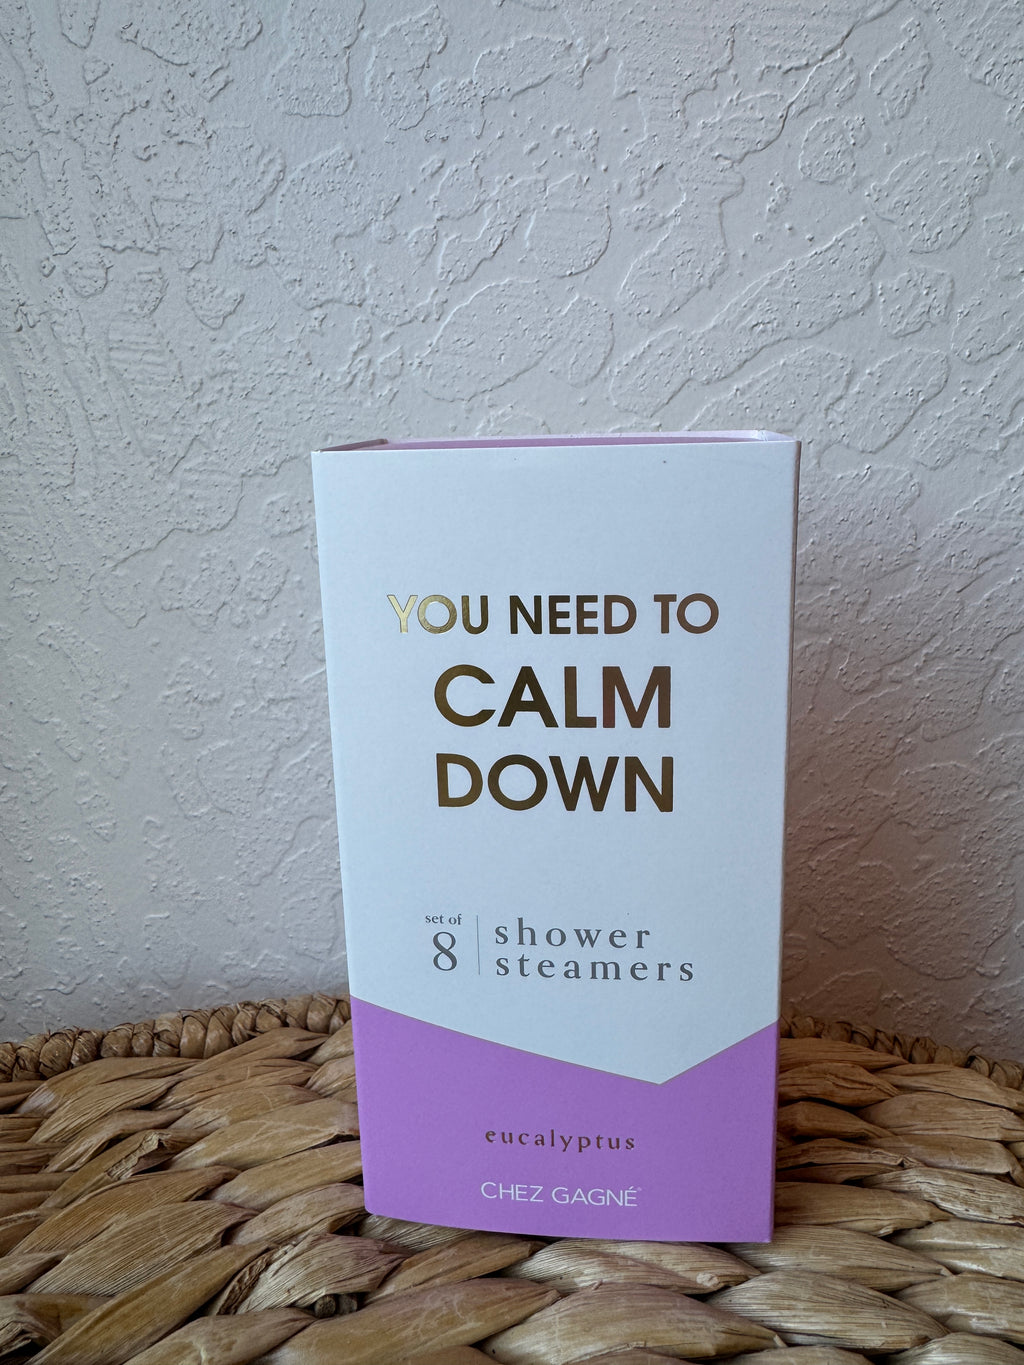 YOU NEED TO
CALM
DOWN
set of
8
shower
steamers
eucalyptus
CHEZ GAGNÉ®